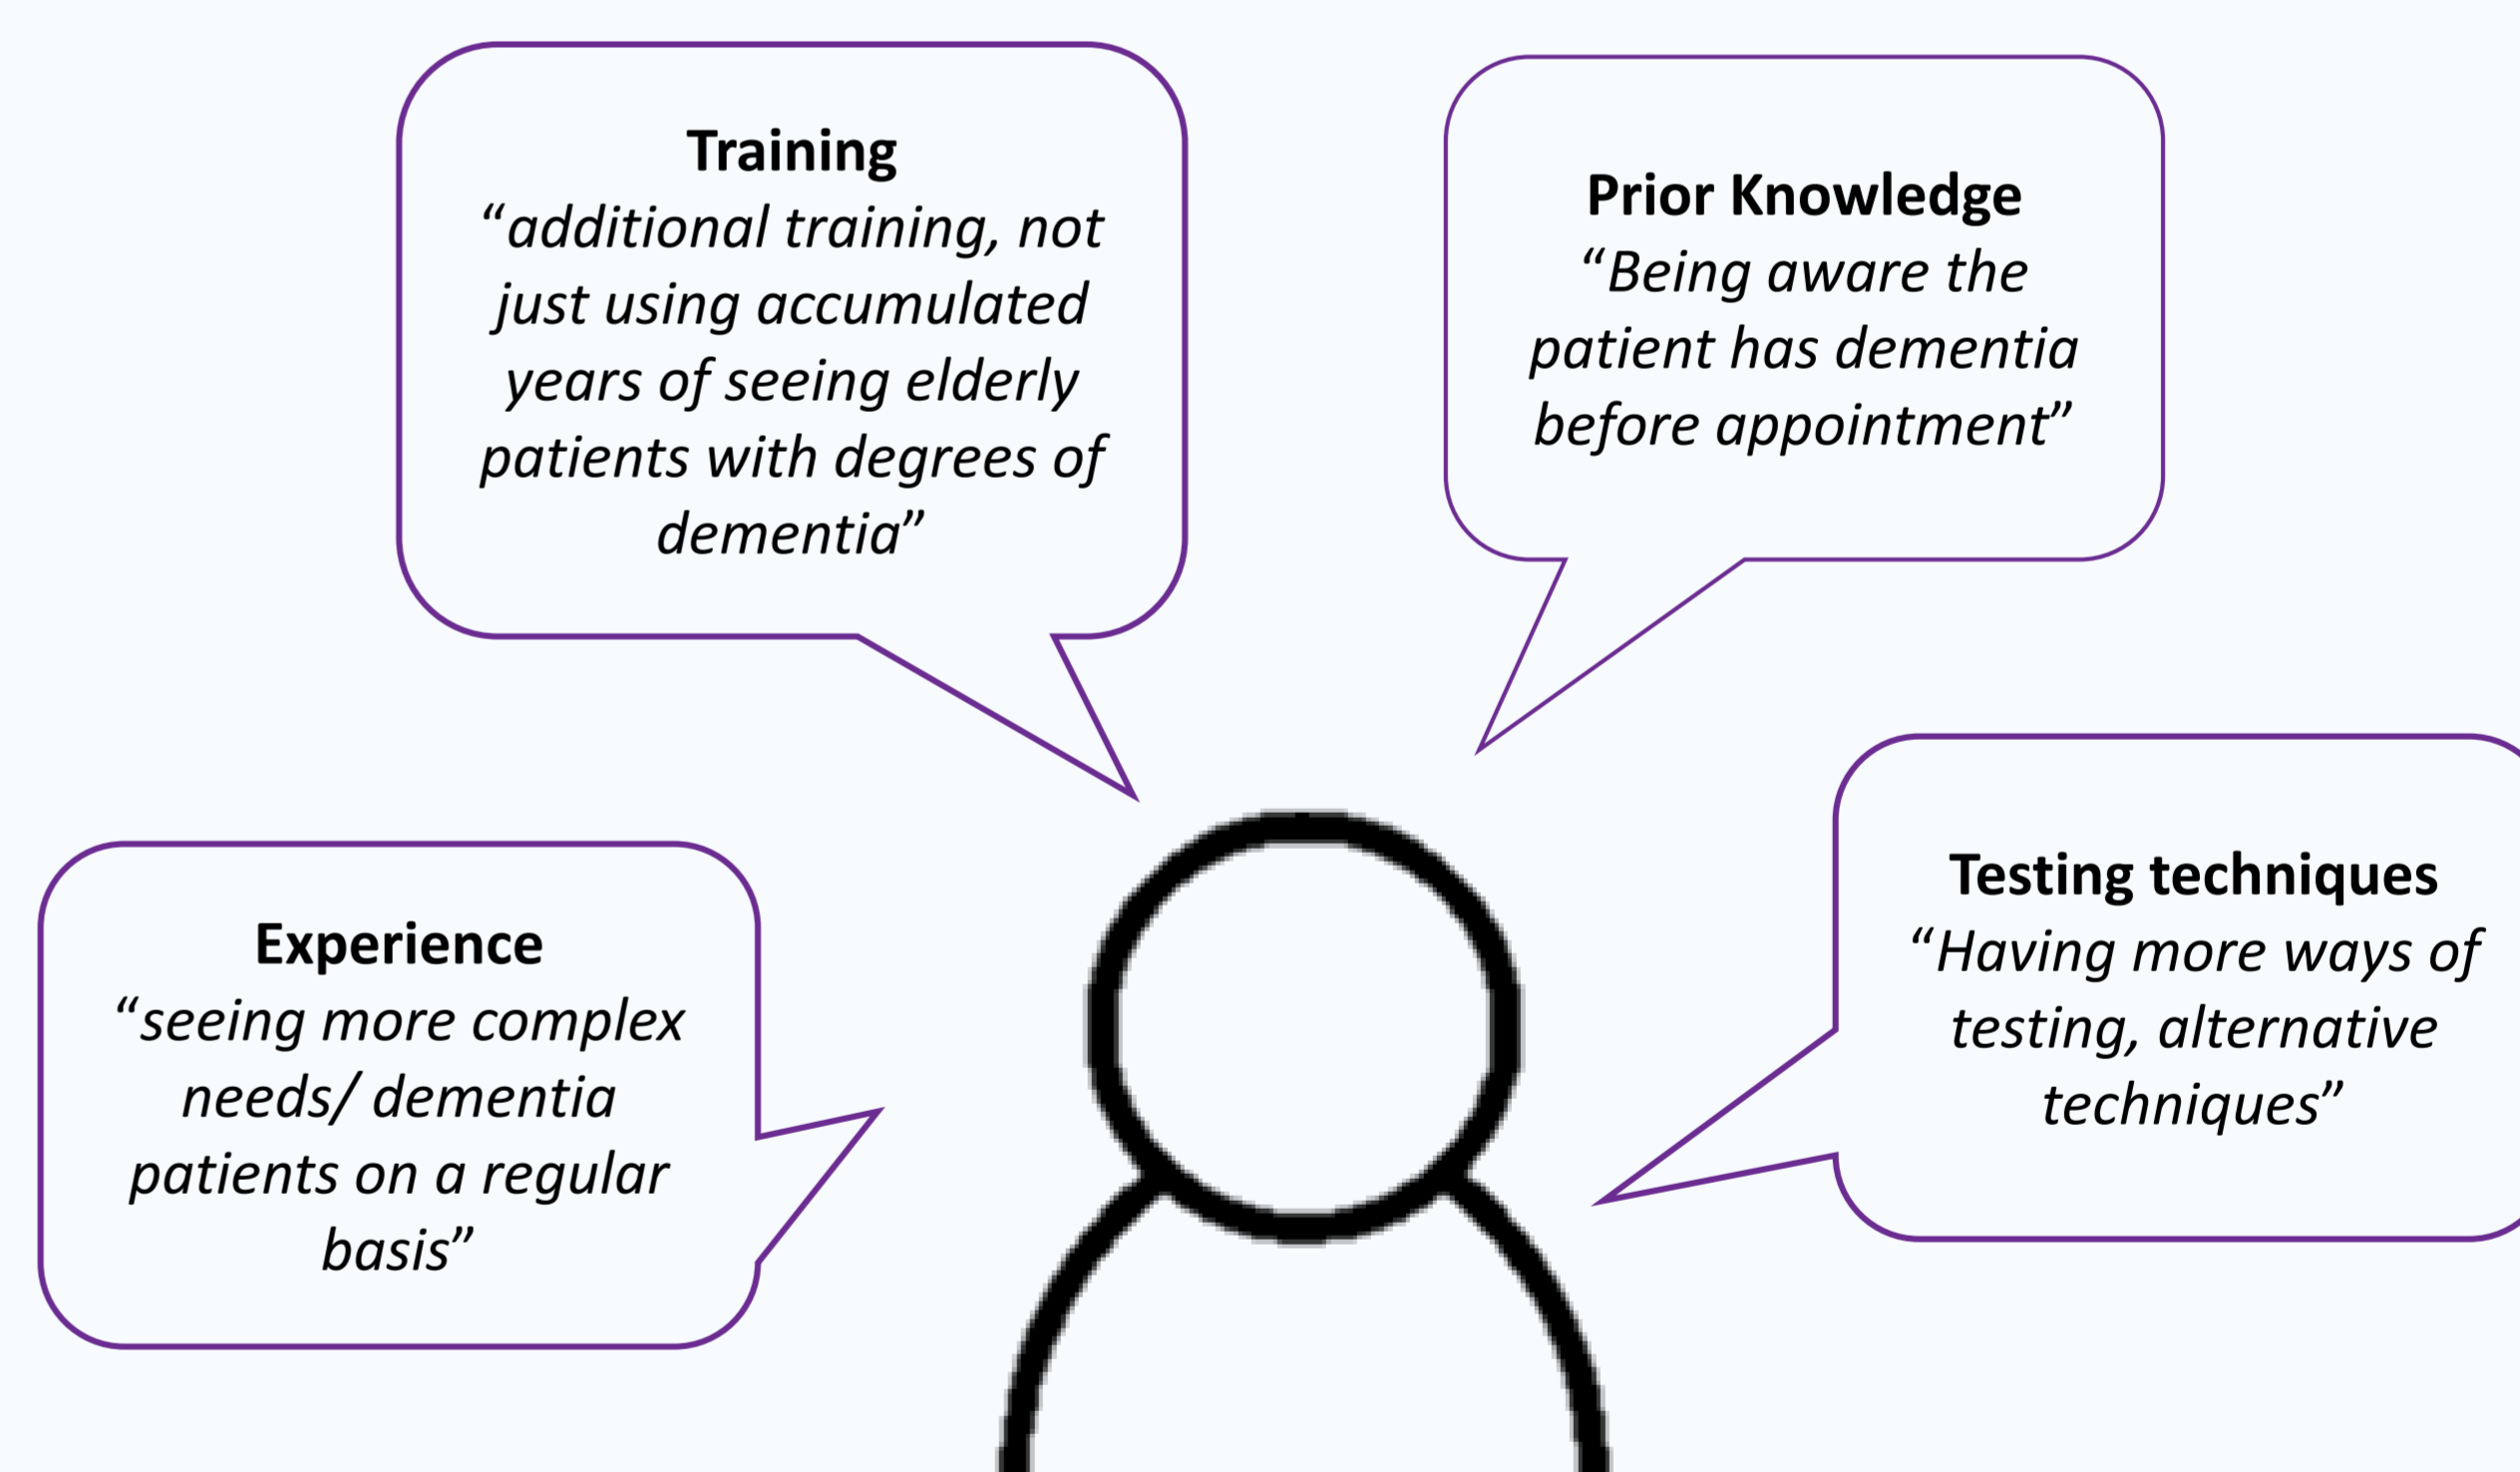 Training
“additional training, not
just using accumulated
years of seeing elderly
patients with degrees of
dementia”
Prior Knowledge
“Being aware the
patient has dementia
before appointment”
Experience
“seeing more complex
needs/ dementia
patients on a regular
basis”
Testing techniques
“Having more ways of
testing, alternative
techniques”